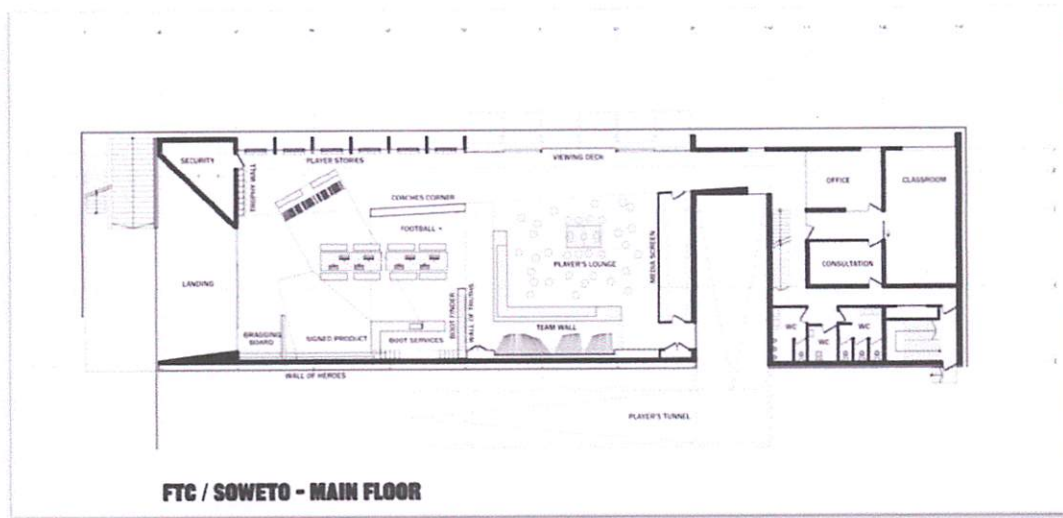 SECURITY
TRAINING WALL
PLAYER STORIES
VIEWING DECK
OFFICE
CLASSROOM
COACHES CORNER
FOOTBALL +
PLAYER'S LOUNGE
MEDIA SCREEN
CONSULTATION
LANDING
BRAGGING
BOARD
SIGNED PRODUCT
BOOT SERVICES
BOOT FINDER
WALL OF TRUTHS
TEAM WALL
WC
WC
WC
WALL OF HEROES
PLAYER'S TUNNEL
FTC / SOWETO - MAIN FLOOR